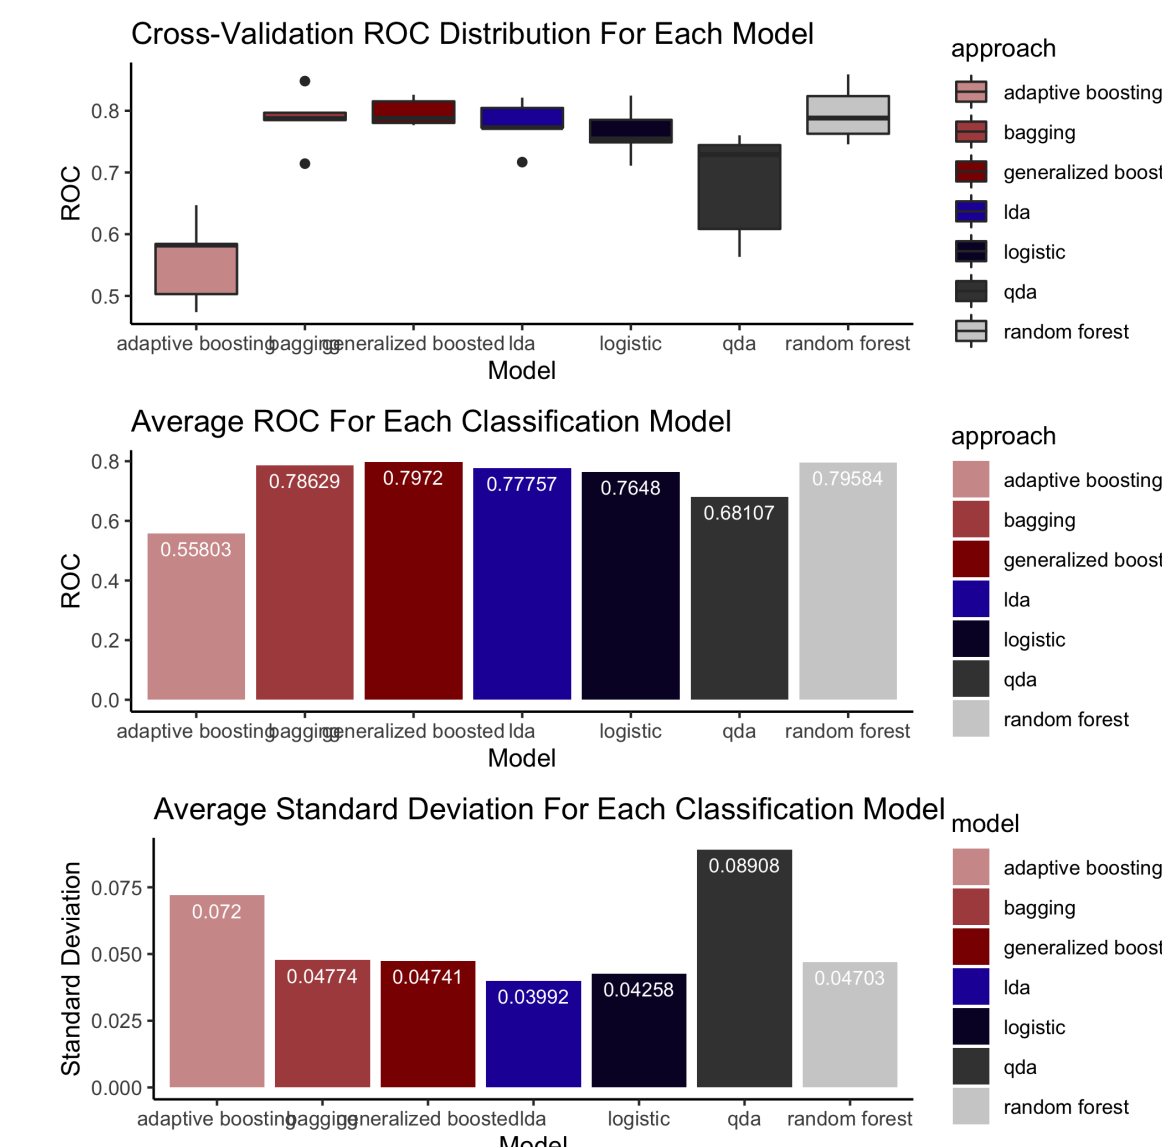 Cross-Validation ROC Distribution For Each Model
ROC
0.8
0.7
0.6
0.5
adaptive boosting bagging generalized boosted lda logistic qda random forest
Model
approach
adaptive boosting
bagging
generalized boost
lda
logistic
qda
random forest
Average ROC For Each Classification Model
ROC
0.8
0.6
0.4
0.2
0.0
0.55803 0.78629 0.7972 0.77757 0.7648 0.68107 0.79584
adaptive boosting bagging generalized boosted lda logistic qda random forest
Model
approach
adaptive boosting
bagging
generalized boost
lda
logistic
qda
random forest
Average Standard Deviation For Each Classification Model
Standard Deviation
0.075
0.050
0.025
0.000
0.072 0.04774 0.04741 0.03992 0.04258 0.08908 0.04703
adaptive boosting bagging generalized boosted lda logistic qda random forest
Model
model
adaptive boosting
bagging
generalized boost
lda
logistic
qda
random forest